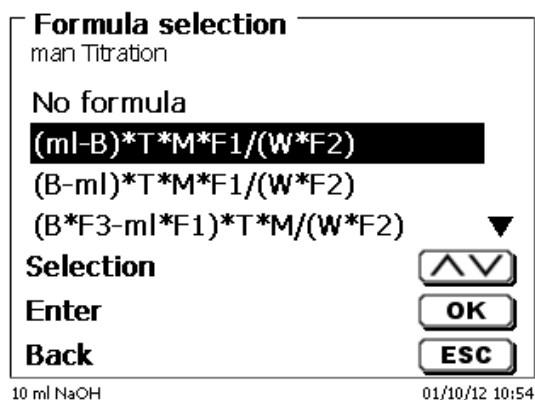 Formula selection
man Titration
No formula
(ml-B)*T*M*F1/(W*F2)
(B-ml)*T*M*F1/(W*F2)
(B*F3-ml*F1)*T*M/(W*F2)
Selection
Enter OK
Back ESC
10 ml NaOH 01/10/12 10:54